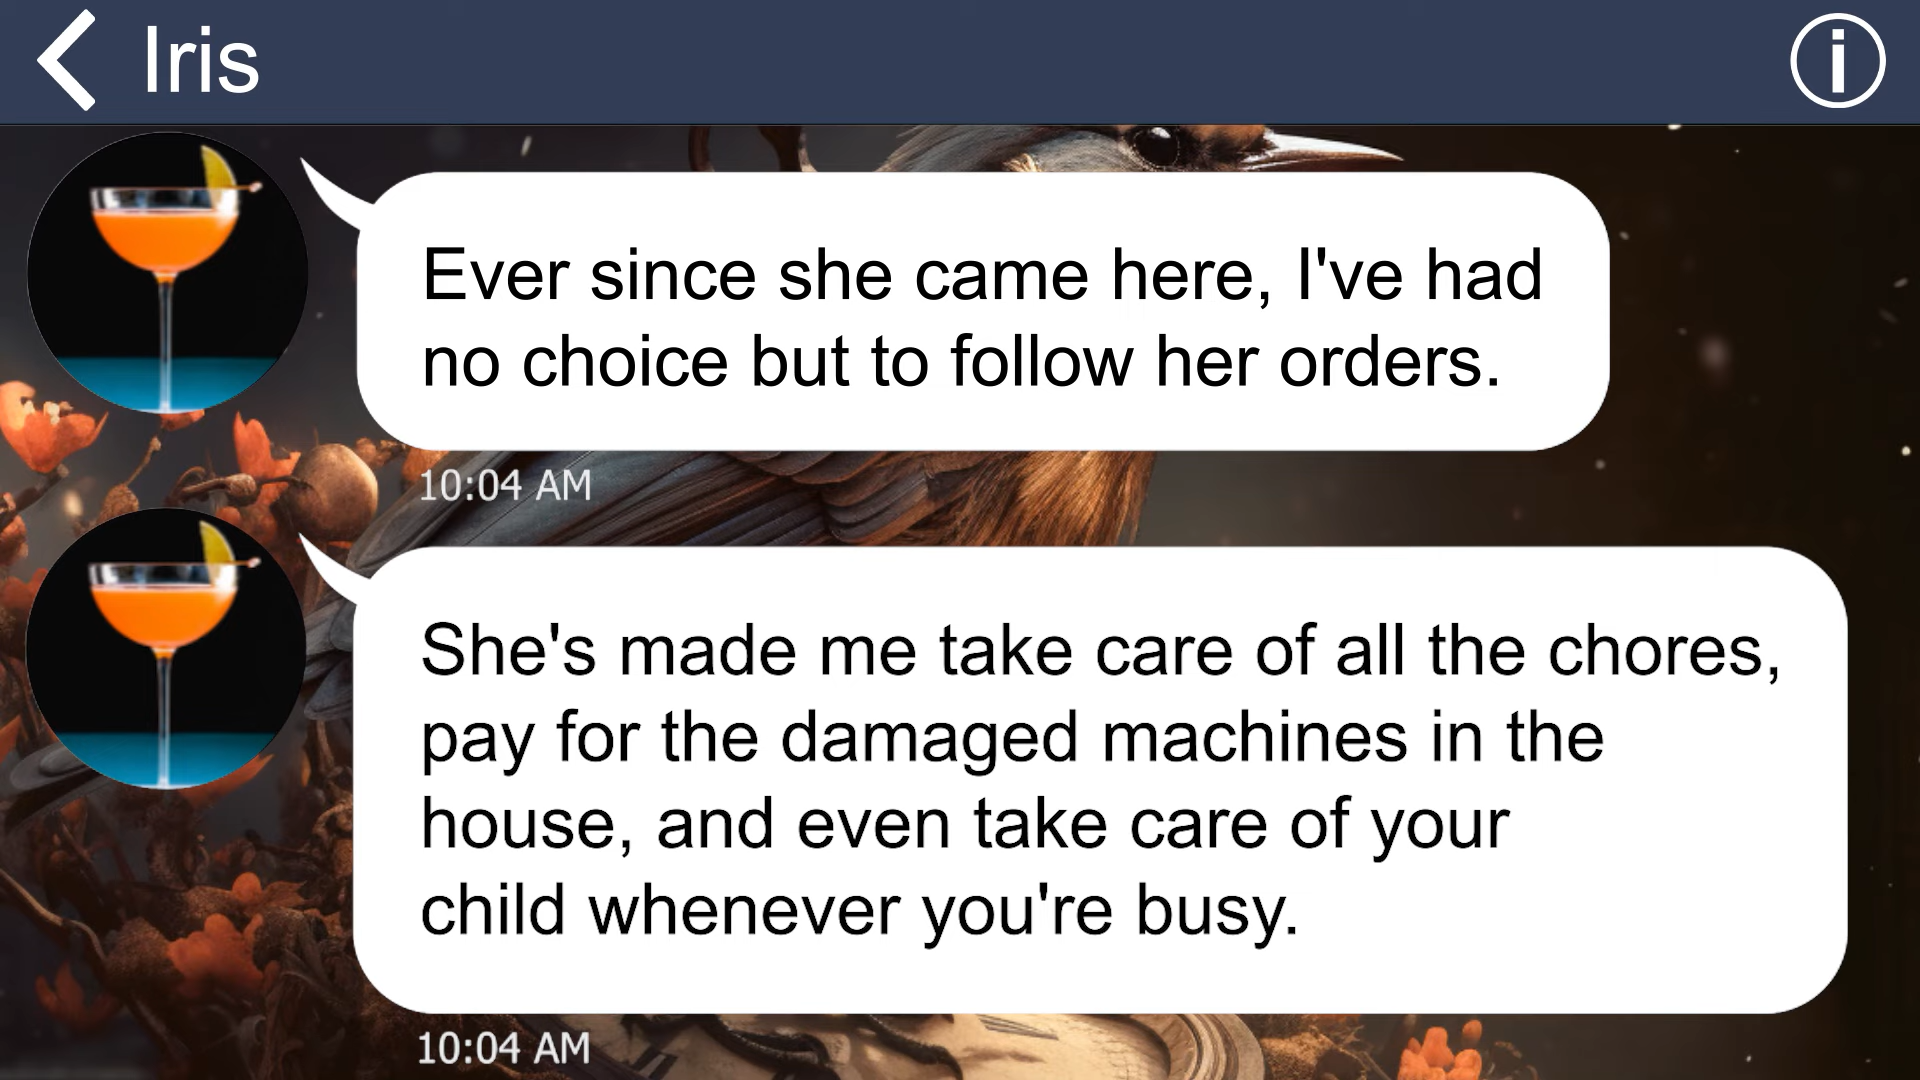 Iris
Ever since she came here, I've had
no choice but to follow her orders.
10:04 AM
She's made me take care of all the chores,
pay for the damaged machines in the
house, and even take care of your
child whenever you're busy.
10:04 AM